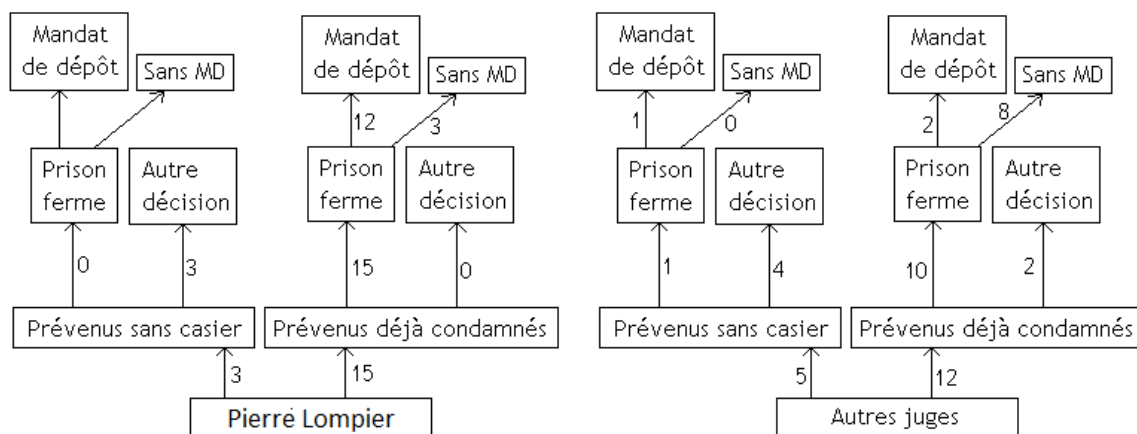 Mandat
de dépôt
Sans MD
Mandat
de dépôt
Sans MD
Mandat
de dépôt
Sans MD
Mandat
de dépôt
Sans MD
12
3
1
0
2
8
Prison
ferme
Autre
décision
Prison
ferme
Autre
décision
Prison
ferme
Autre
décision
Prison
ferme
Autre
décision
0
3
15
0
1
4
10
2
Prévenus sans casier
Prévenus déjà condamnés
Prévenus sans casier
Prévenus déjà condamnés
3
15
5
12
Pierre Lompier
Autres juges